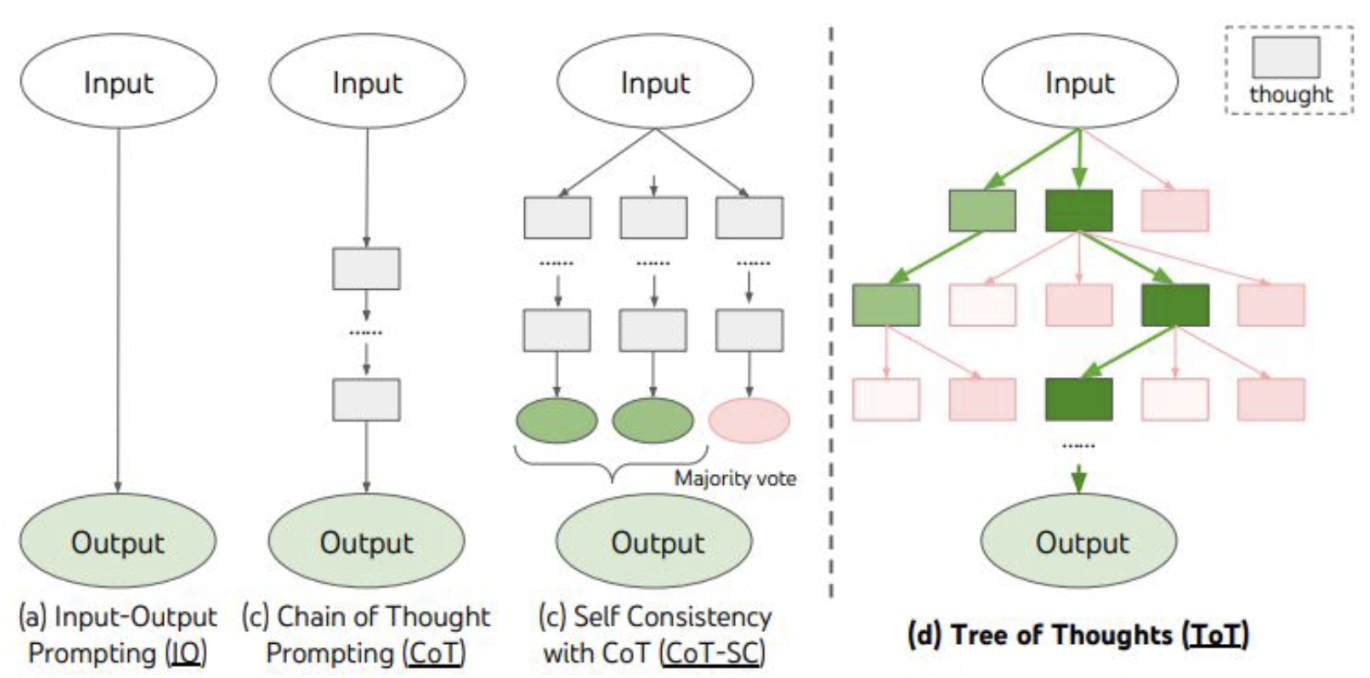 Input
Input
Input
Input
thought
......
......
......
......
......
Majority vote
Output
Output
Output
Output
(a) Input-Output
Prompting (IO)
(c) Chain of Thought
Prompting (CoT)
(c) Self Consistency
with CoT (CoT-SC)
(d) Tree of Thoughts (ToT)